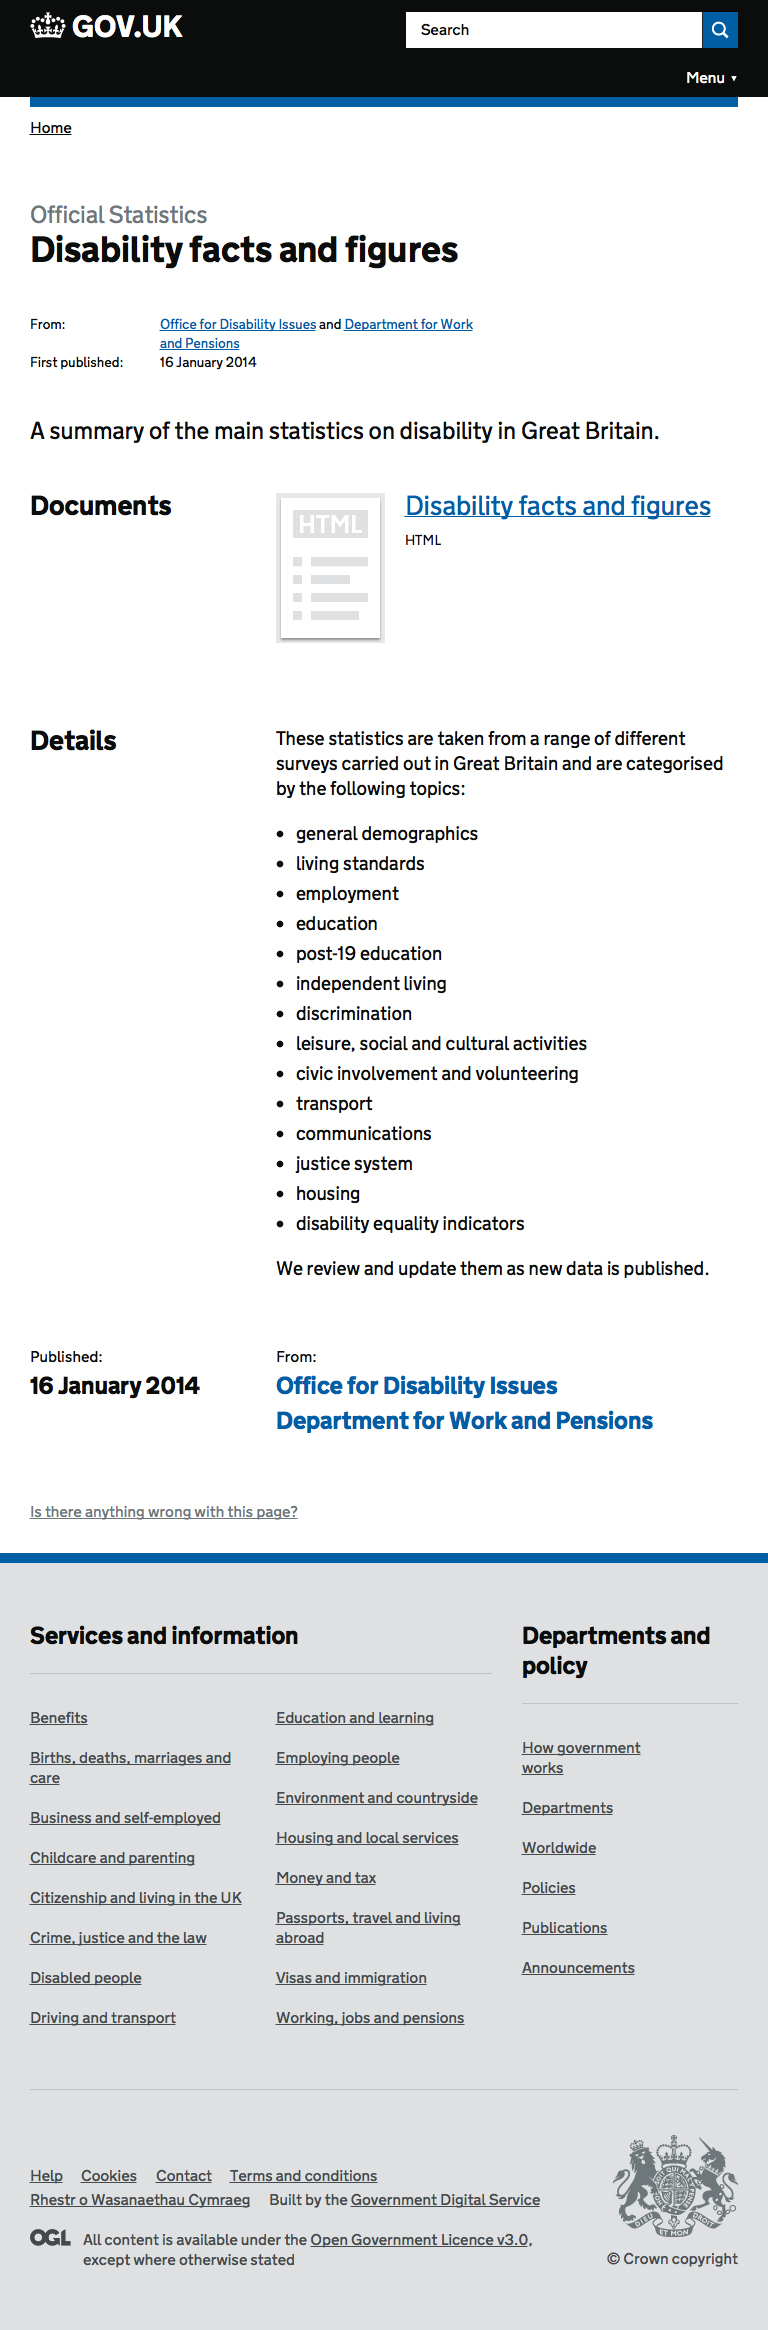 GOV.UK
Search
Menu ▼
Home
Official Statistics
Disability facts and figures
From: Office for Disability Issues and Department for Work
and Pensions
First published: 16 January 2014
A summary of the main statistics on disability in Great Britain.
Documents
HTML
Disability facts and figures
HTML
Details
These statistics are taken from a range of different
surveys carried out in Great Britain and are categorised
by the following topics:
• general demographics
• living standards
• employment
• education
• post-19 education
• independent living
• discrimination
• leisure, social and cultural activities
• civic involvement and volunteering
• transport
• communications
• justice system
• housing
• disability equality indicators
We review and update them as new data is published.
Published:
16 January 2014
From:
Office for Disability Issues
Department for Work and Pensions
Is there anything wrong with this page?
Services and information
Benefits
Births, deaths, marriages and
care
Business and self-employed
Childcare and parenting
Citizenship and living in the UK
Crime, justice and the law
Disabled people
Driving and transport
Education and learning
Employing people
Environment and countryside
Housing and local services
Money and tax
Passports, travel and living
abroad
Visas and immigration
Working, jobs and pensions
Departments and
policy
How government
works
Departments
Worldwide
Policies
Publications
Announcements
Help Cookies Contact Terms and conditions
Rhestr o Wasanaethau Cymraeg Built by the Government Digital Service
OGL All content is available under the Open Government Licence v3.0,
except where otherwise stated
DIEU ET MON DROIT
© Crown copyright